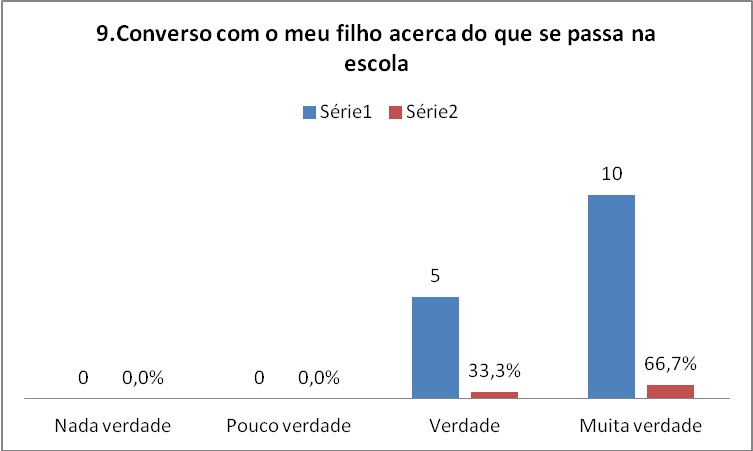 9.Converso com o meu filho acerca do que se passa na
escola
Série1 Série2
10
5
66,7%
33,3%
0 0,0% 0 0,0%
Nada verdade Pouco verdade Verdade Muita verdade